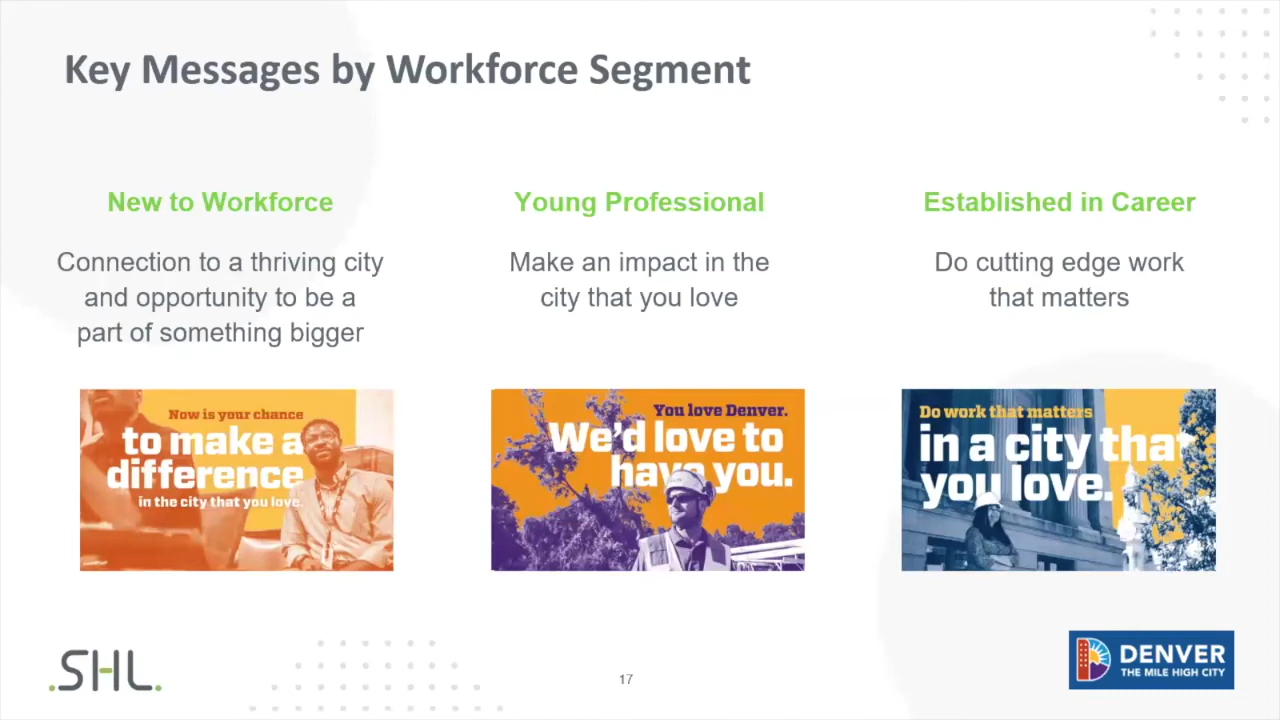 Key Messages by Workforce Segment
New to Workforce
Connection to a thriving city
and opportunity to be a
part of something bigger
Now is your chance
to make a
difference
in the city that you love.
Young Professional
Make an impact in the
city that you love
You love Denver.
We'd love to
have you.
Established in Career
Do cutting edge work
that matters
Do work that matters
in a city that
you love.
.SHL.
17
DENVER
THE MILE HIGH CITY